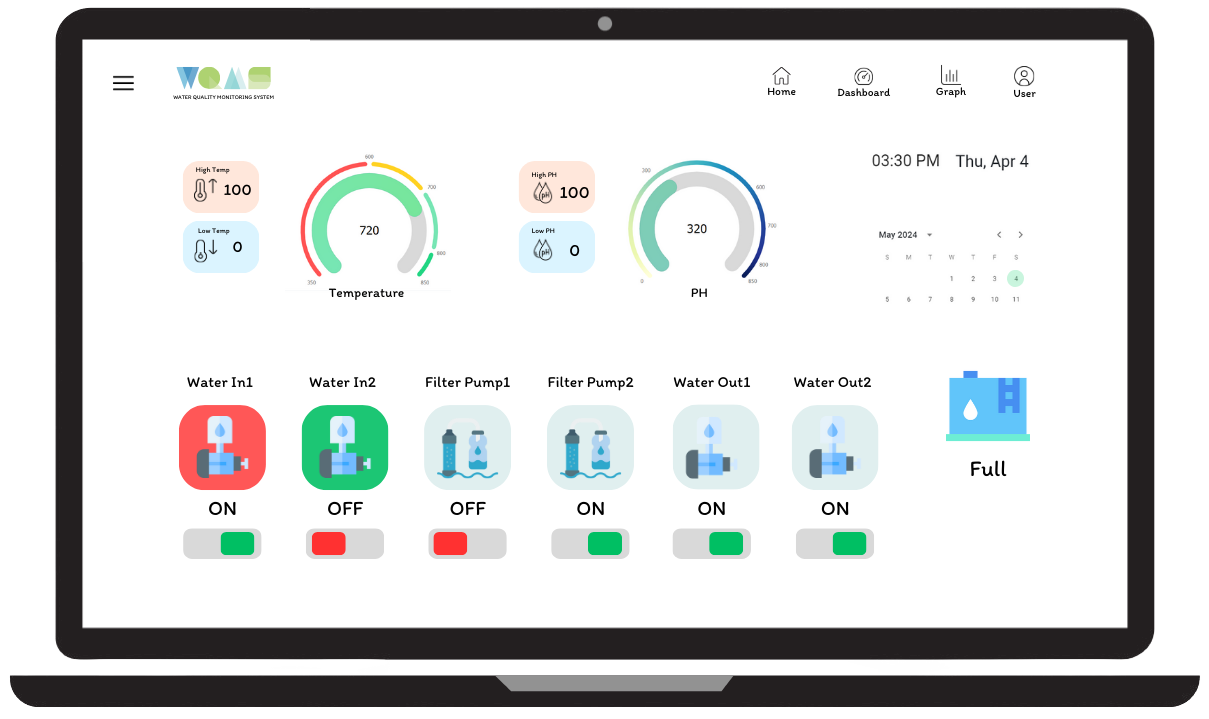 WQMS
WATER QUALITY MONITORING SYSTEM
Home
Dashboard
Graph
User
High Temp
100
Low Temp
0
600
700
800
850
350
720
Temperature
High PH
pH
100
Low PH
pH
0
300
600
700
800
850
0
320
PH
03:30 PM Thu, Apr 4
May 2024
S M T W T F S
1 2 3 4
5 6 7 8 9 10 11
Water In1
Water In2
Filter Pump1
Filter Pump2
Water Out1
Water Out2
ON
OFF
OFF
ON
ON
ON
Full